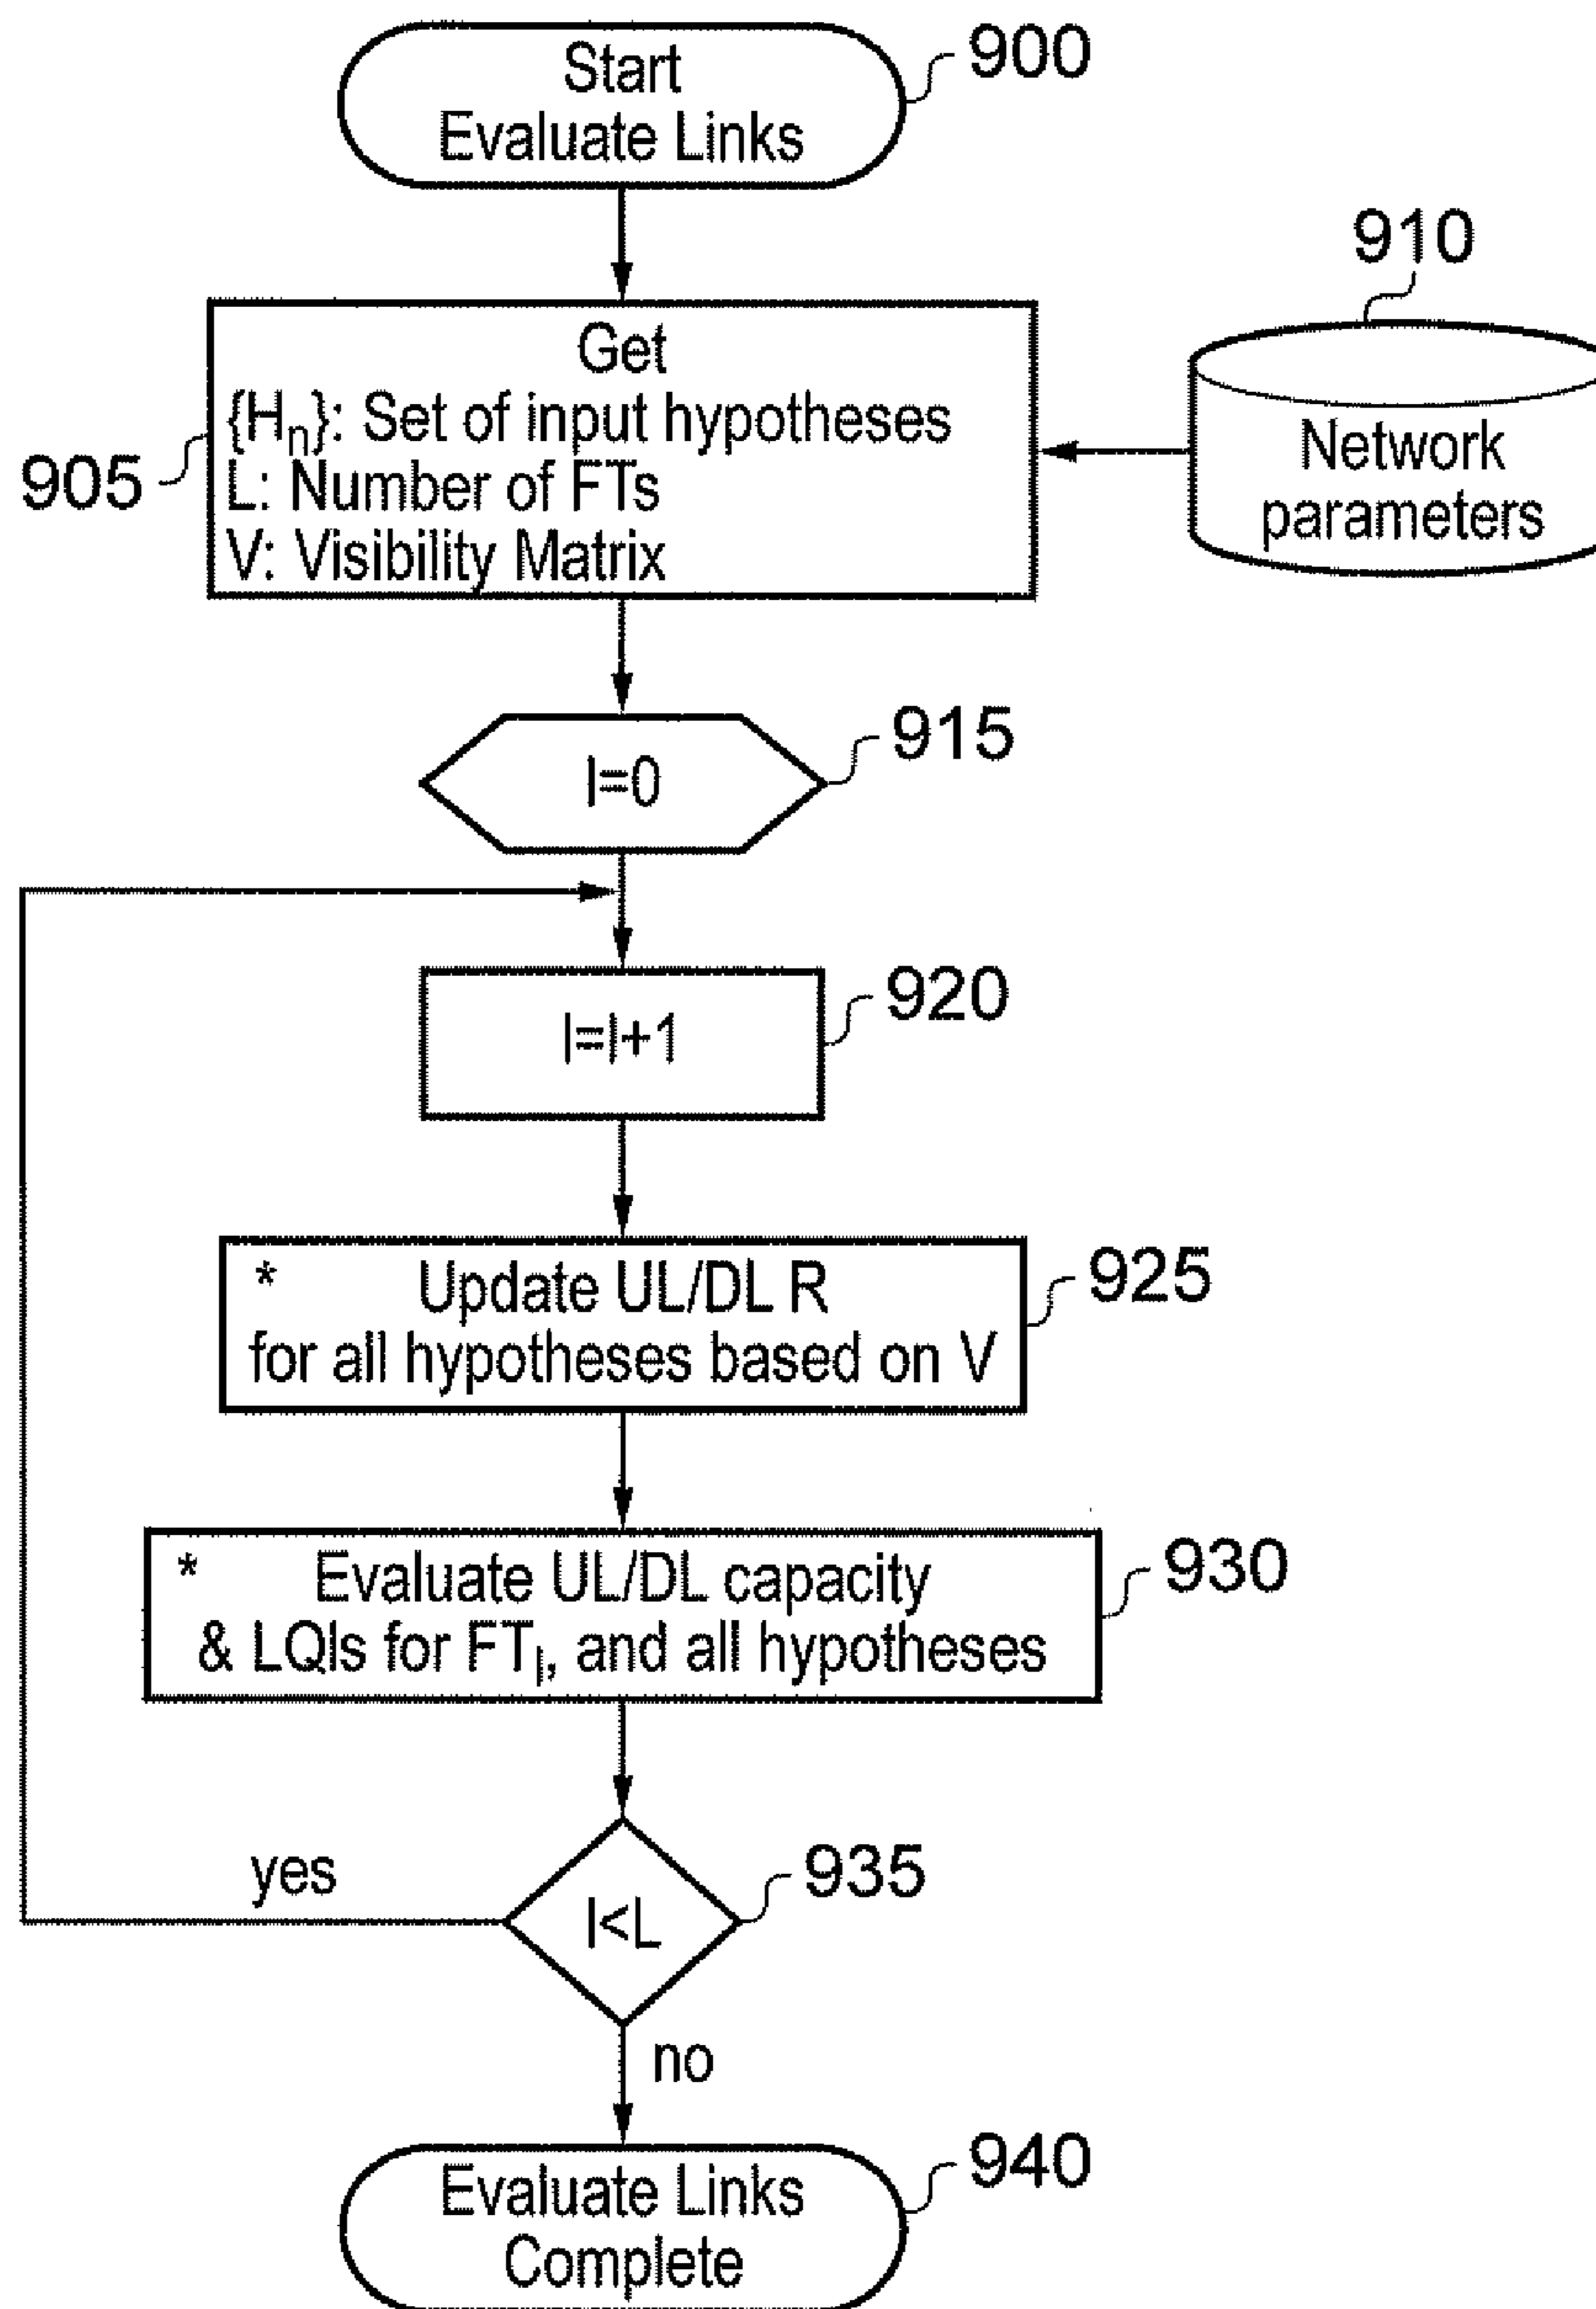 Start
Evaluate Links
900
910
Get
{Hn}: Set of input hypotheses
L: Number of FTs
V: Visibility Matrix
905
Network
parameters
l=0
915
l=l+1
920
* Update UL/DL R
for all hypotheses based on V
925
* Evaluate UL/DL capacity
& LQIs for FTl, and all hypotheses
930
l<L
935
yes
no
Evaluate Links
Complete
940